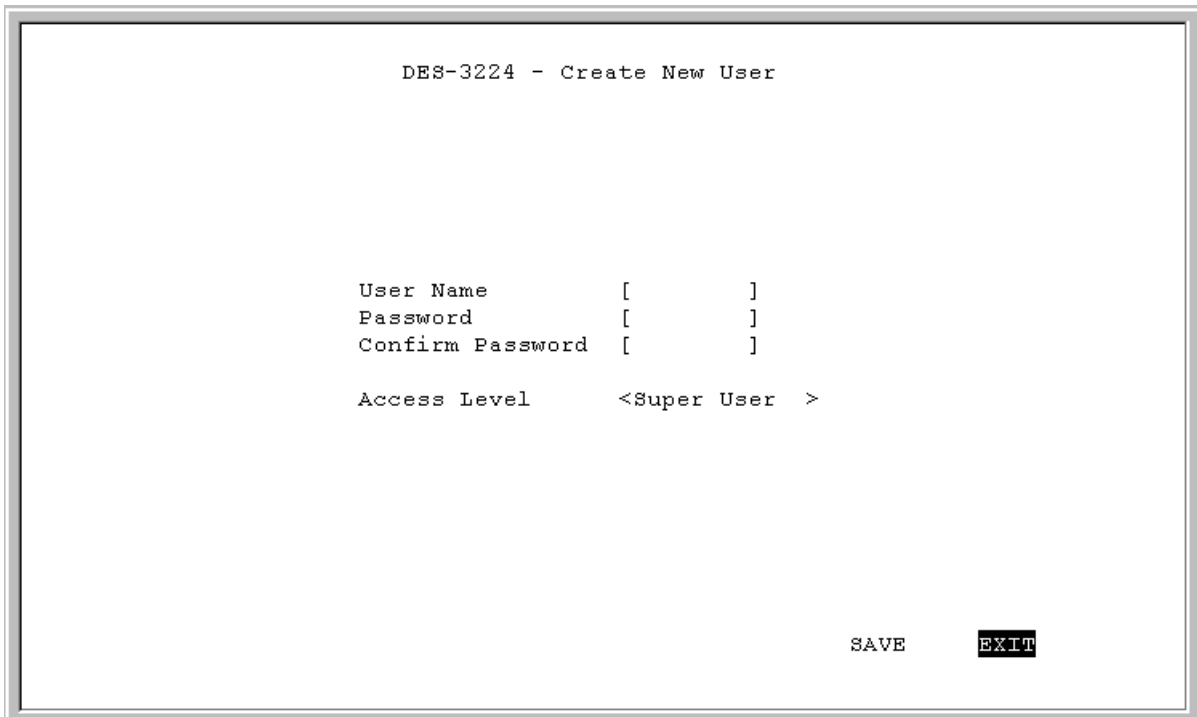 DES-3224 - Create New User
User Name [ ]
Password [ ]
Confirm Password [ ]
Access Level <Super User >
SAVE EXIT